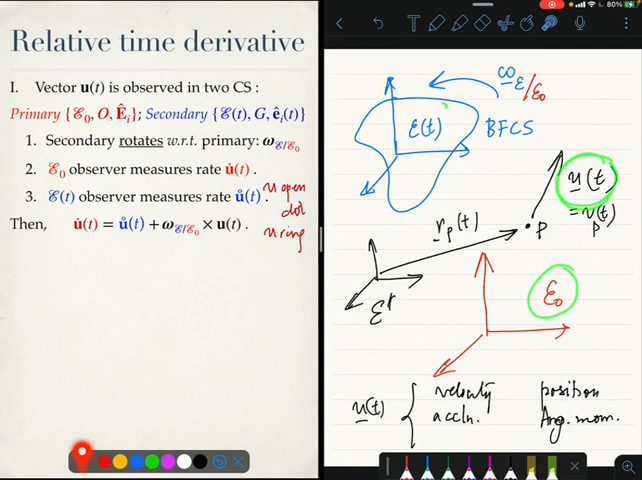 Relative time derivative
I. Vector u(t) is observed in two CS :
Primary {ℰ₀, O, Ê_i}; Secondary {ℰ(t), G, ê_i(t)}
1. Secondary rotates w.r.t. primary: ω_ℰ/ℰ₀
2. ℰ₀ observer measures rate u̇(t) .
3. ℰ(t) observer measures rate ů(t) .
u open
dot
u ring
Then, u̇(t) = ů(t) + ω_ℰ/ℰ₀ × u(t) .
80%
T
ω_ℰ/ℰ₀
ℰ(t)
BFCS
u(t)
= v_p(t)
r_p(t)
P
ℰ'
ℰ₀
u(t) { velocity position
accln. Ang. mom.